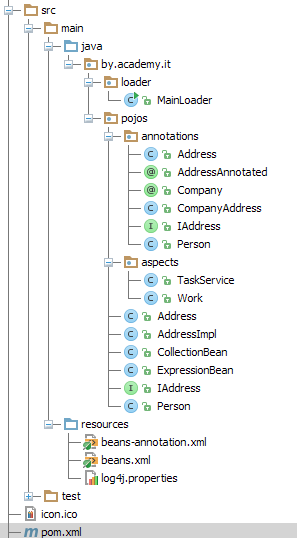 src
main
java
by.academy.it
loader
MainLoader
pojos
annotations
Address
AddressAnnotated
Company
CompanyAddress
IAddress
Person
aspects
TaskService
Work
Address
AddressImpl
CollectionBean
ExpressionBean
IAddress
Person
resources
beans-annotation.xml
beans.xml
log4j.properties
test
icon.ico
pom.xml